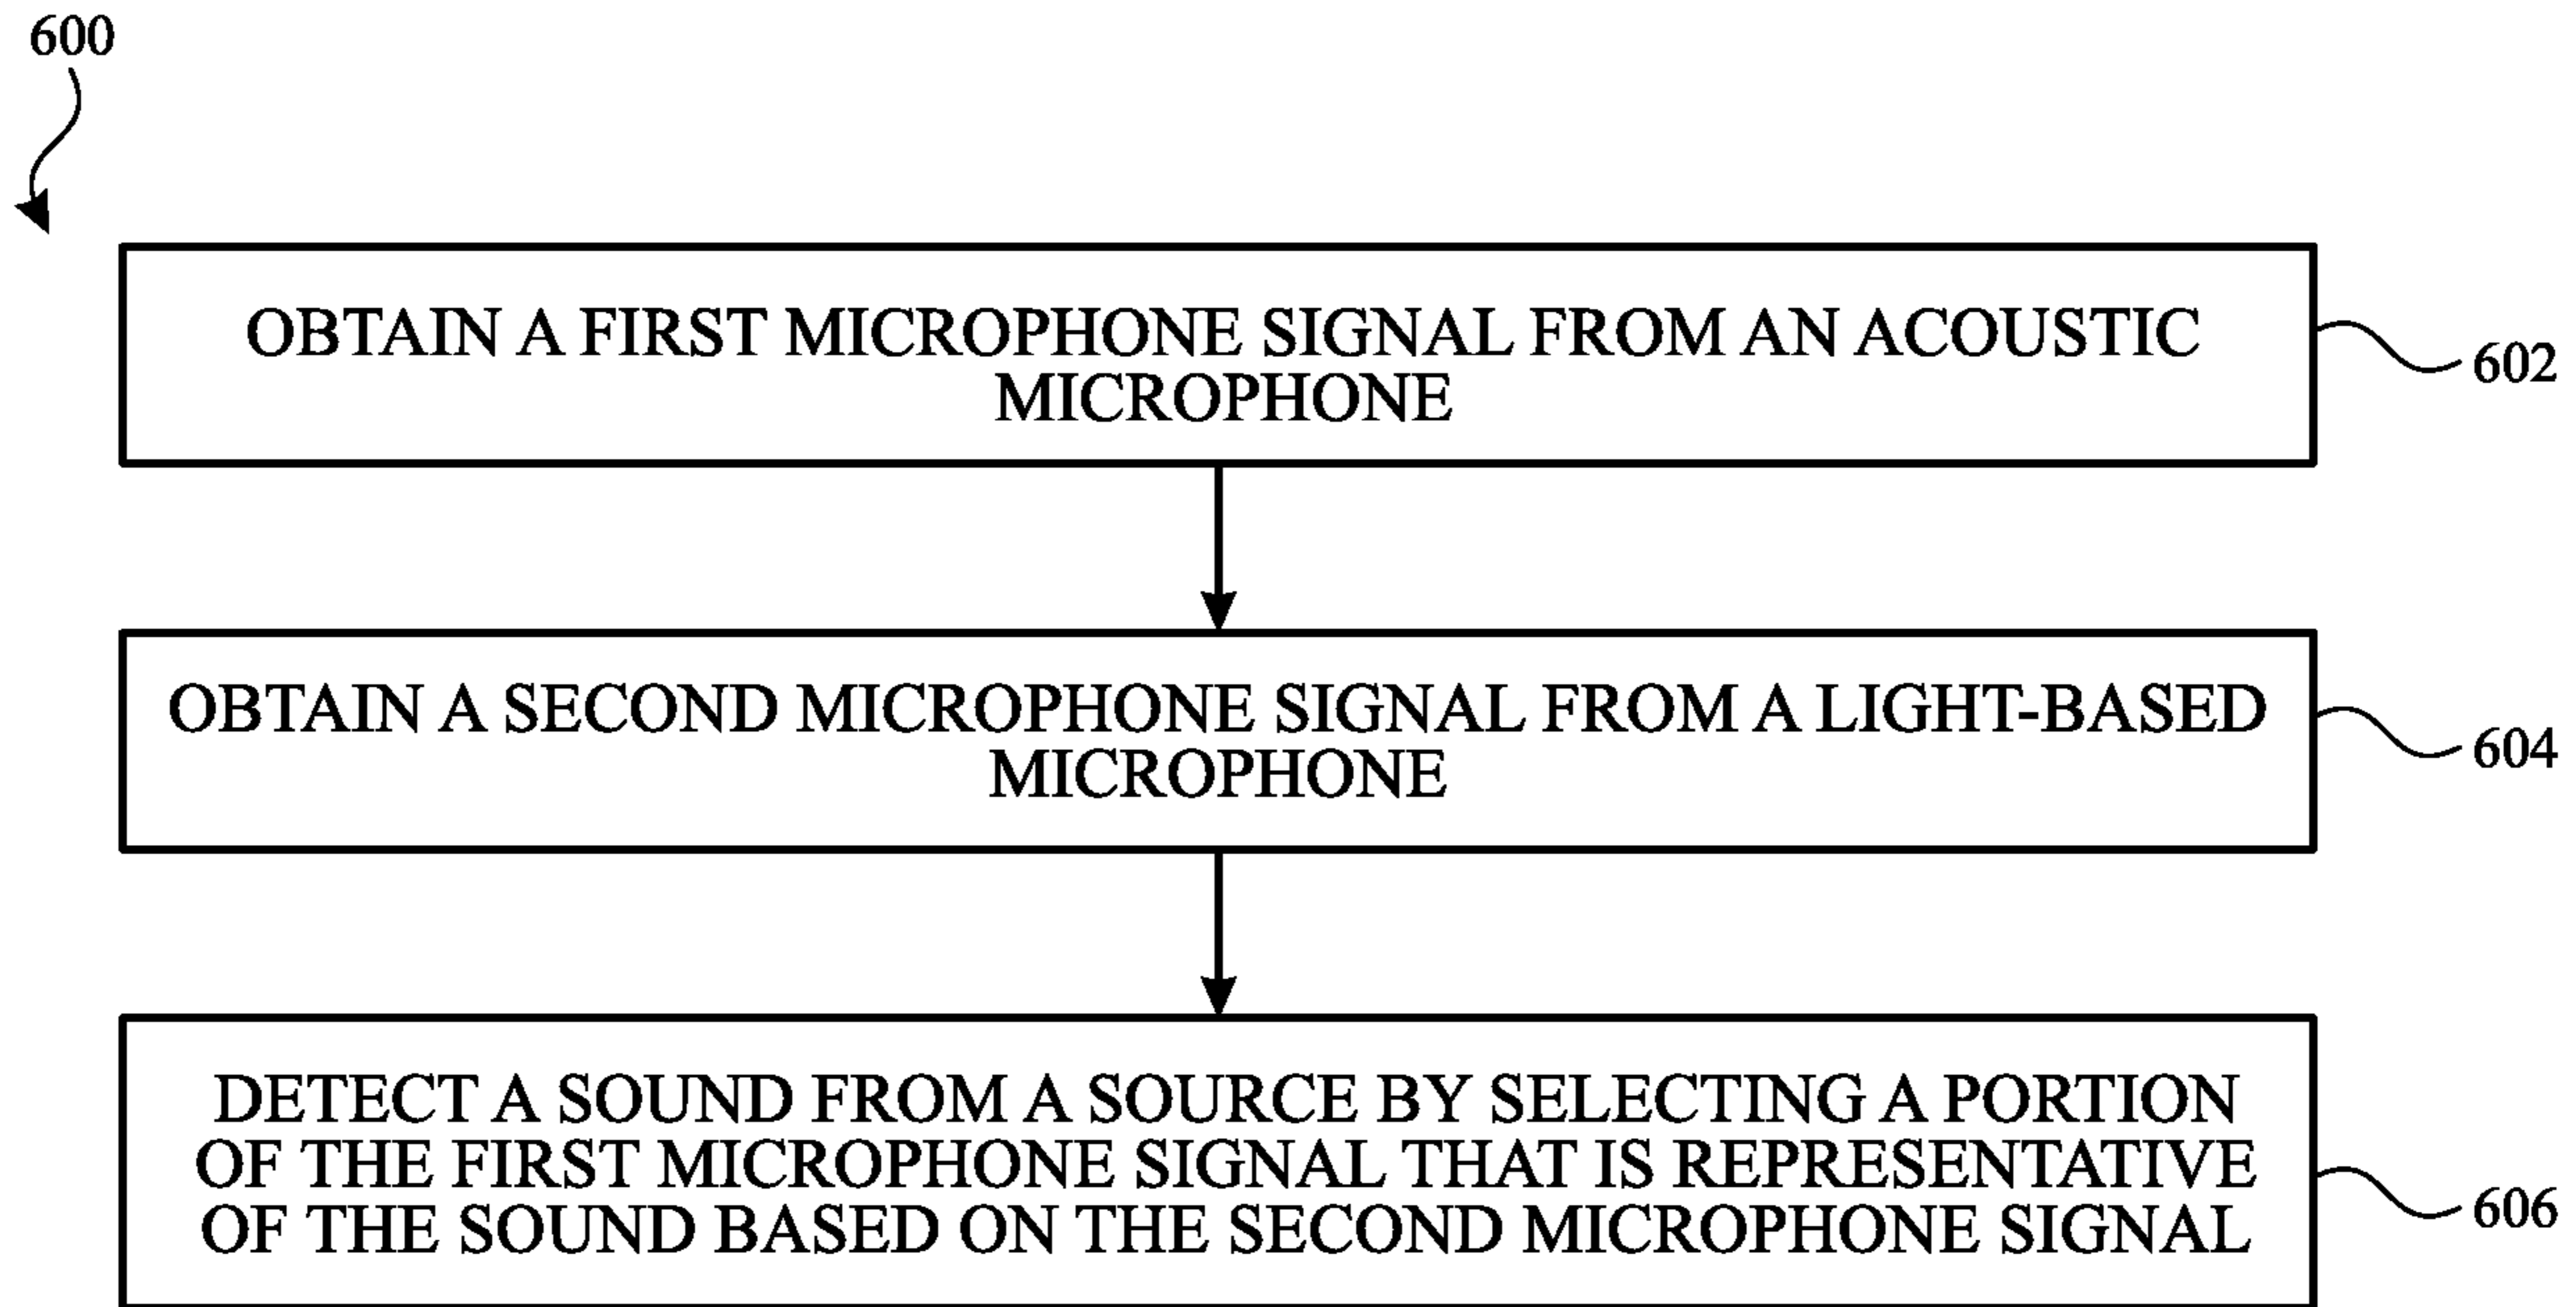 600
OBTAIN A FIRST MICROPHONE SIGNAL FROM AN ACOUSTIC
MICROPHONE
602
OBTAIN A SECOND MICROPHONE SIGNAL FROM A LIGHT-BASED
MICROPHONE
604
DETECT A SOUND FROM A SOURCE BY SELECTING A PORTION
OF THE FIRST MICROPHONE SIGNAL THAT IS REPRESENTATIVE
OF THE SOUND BASED ON THE SECOND MICROPHONE SIGNAL
606